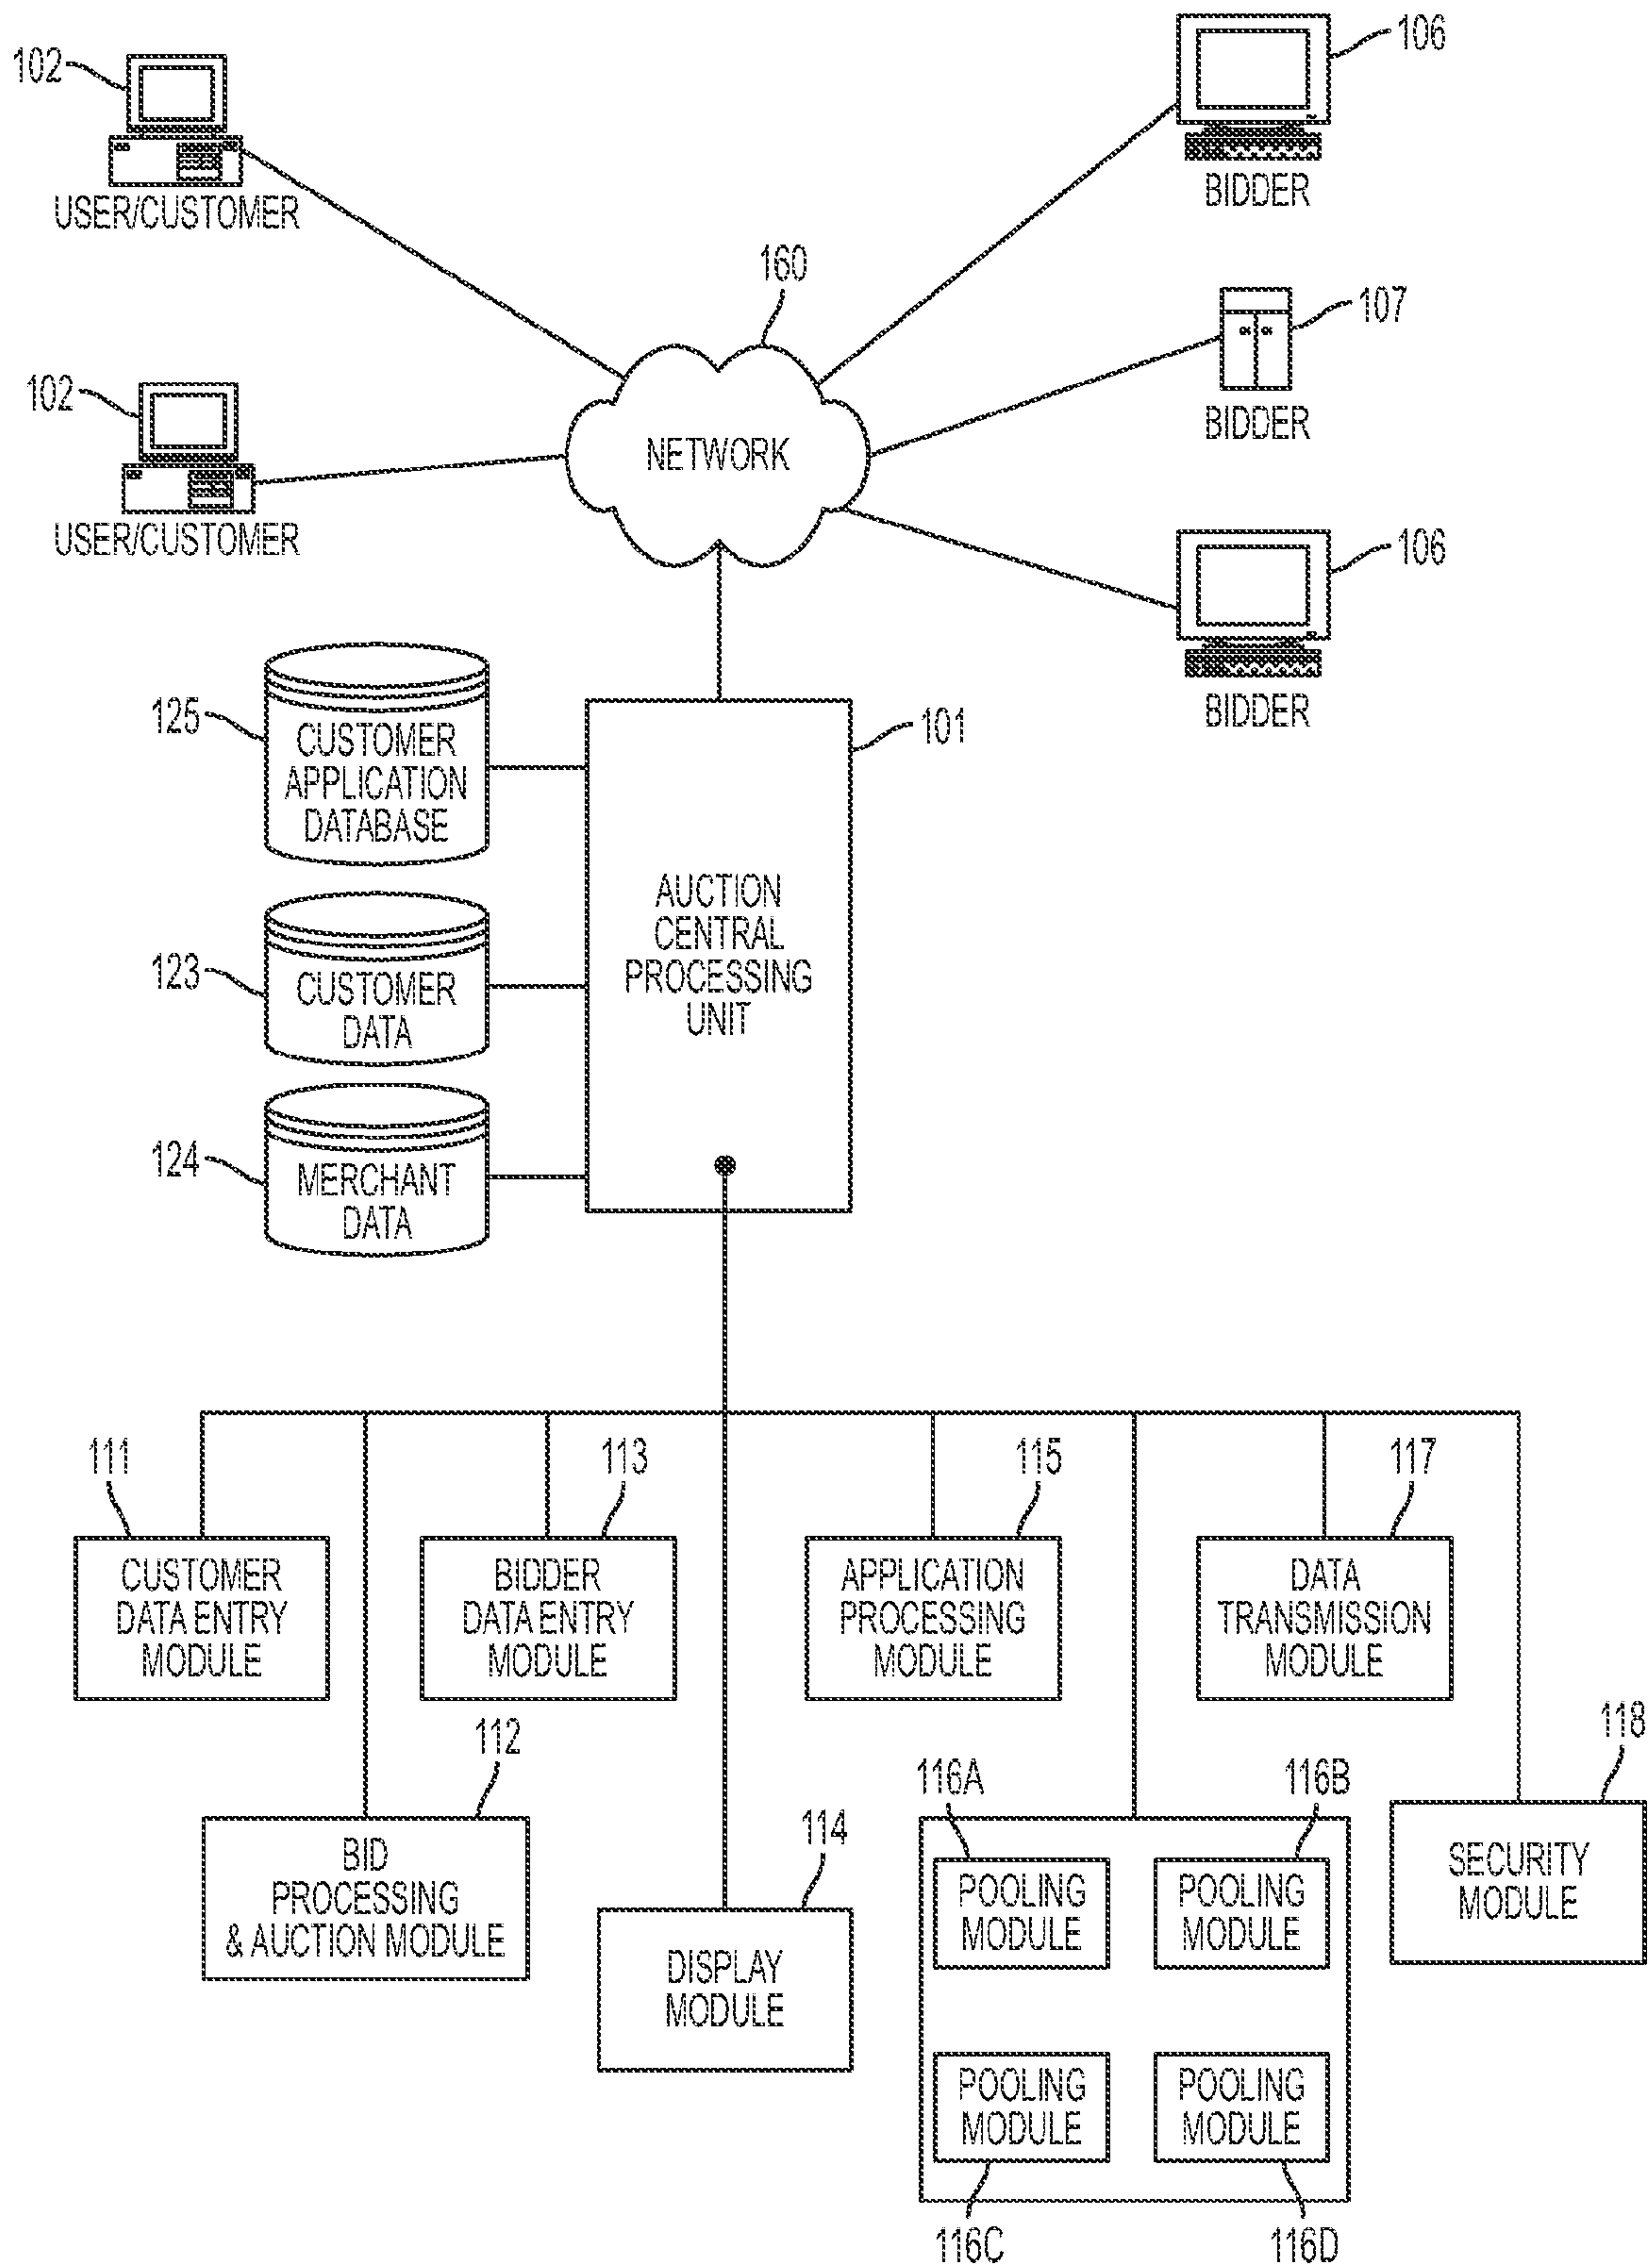 102
USER/CUSTOMER
106
BIDDER
160
107
BIDDER
102
USER/CUSTOMER
NETWORK
106
BIDDER
125
CUSTOMER
APPLICATION
DATABASE
101
AUCTION
CENTRAL
PROCESSING
UNIT
123
CUSTOMER
DATA
124
MERCHANT
DATA
111
CUSTOMER
DATA ENTRY
MODULE
113
BIDDER
DATA ENTRY
MODULE
115
APPLICATION
PROCESSING
MODULE
117
DATA
TRANSMISSION
MODULE
112
BID
PROCESSING
& AUCTION MODULE
114
DISPLAY
MODULE
116A
POOLING
MODULE
116B
POOLING
MODULE
118
SECURITY
MODULE
POOLING
MODULE
116C
POOLING
MODULE
116D